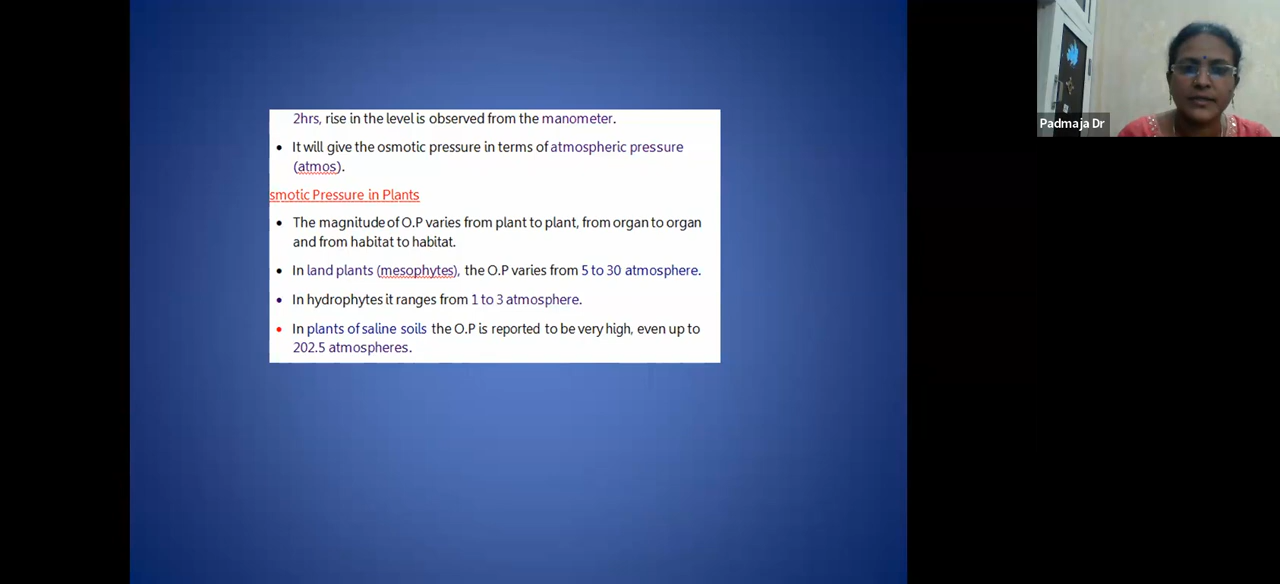 2hrs, rise in the level is observed from the manometer.
• It will give the osmotic pressure in terms of atmospheric pressure
(atmos).
smotic Pressure in Plants
• The magnitude of O.P varies from plant to plant, from organ to organ
and from habitat to habitat.
• In land plants (mesophytes), the O.P varies from 5 to 30 atmosphere.
• In hydrophytes it ranges from 1 to 3 atmosphere.
• In plants of saline soils the O.P is reported to be very high, even up to
202.5 atmospheres.
Padmaja Dr